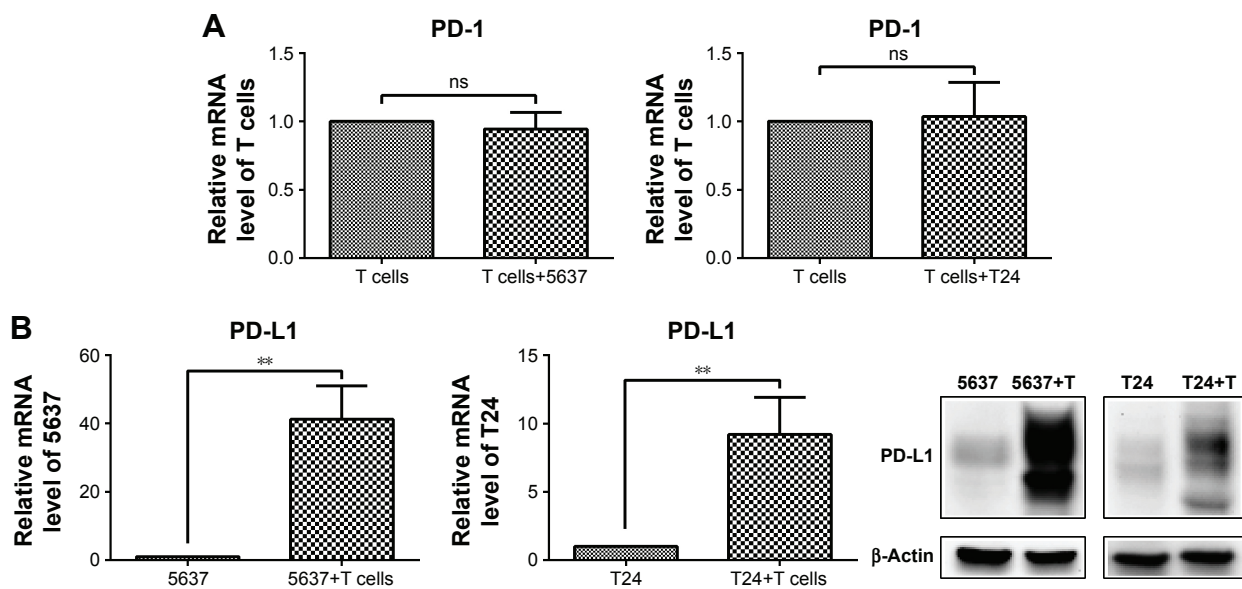 A
PD-1
Relative mRNA
level of T cells
1.5
1.0
0.5
0.0
ns
T cells
T cells+5637
PD-1
Relative mRNA
level of T cells
1.5
1.0
0.5
0.0
ns
T cells
T cells+T24
B
PD-L1
Relative mRNA
level of 5637
60
40
20
0
**
5637
5637+T cells
PD-L1
Relative mRNA
level of T24
15
10
5
0
**
T24
T24+T cells
5637 5637+T
T24 T24+T
PD-L1
β-Actin